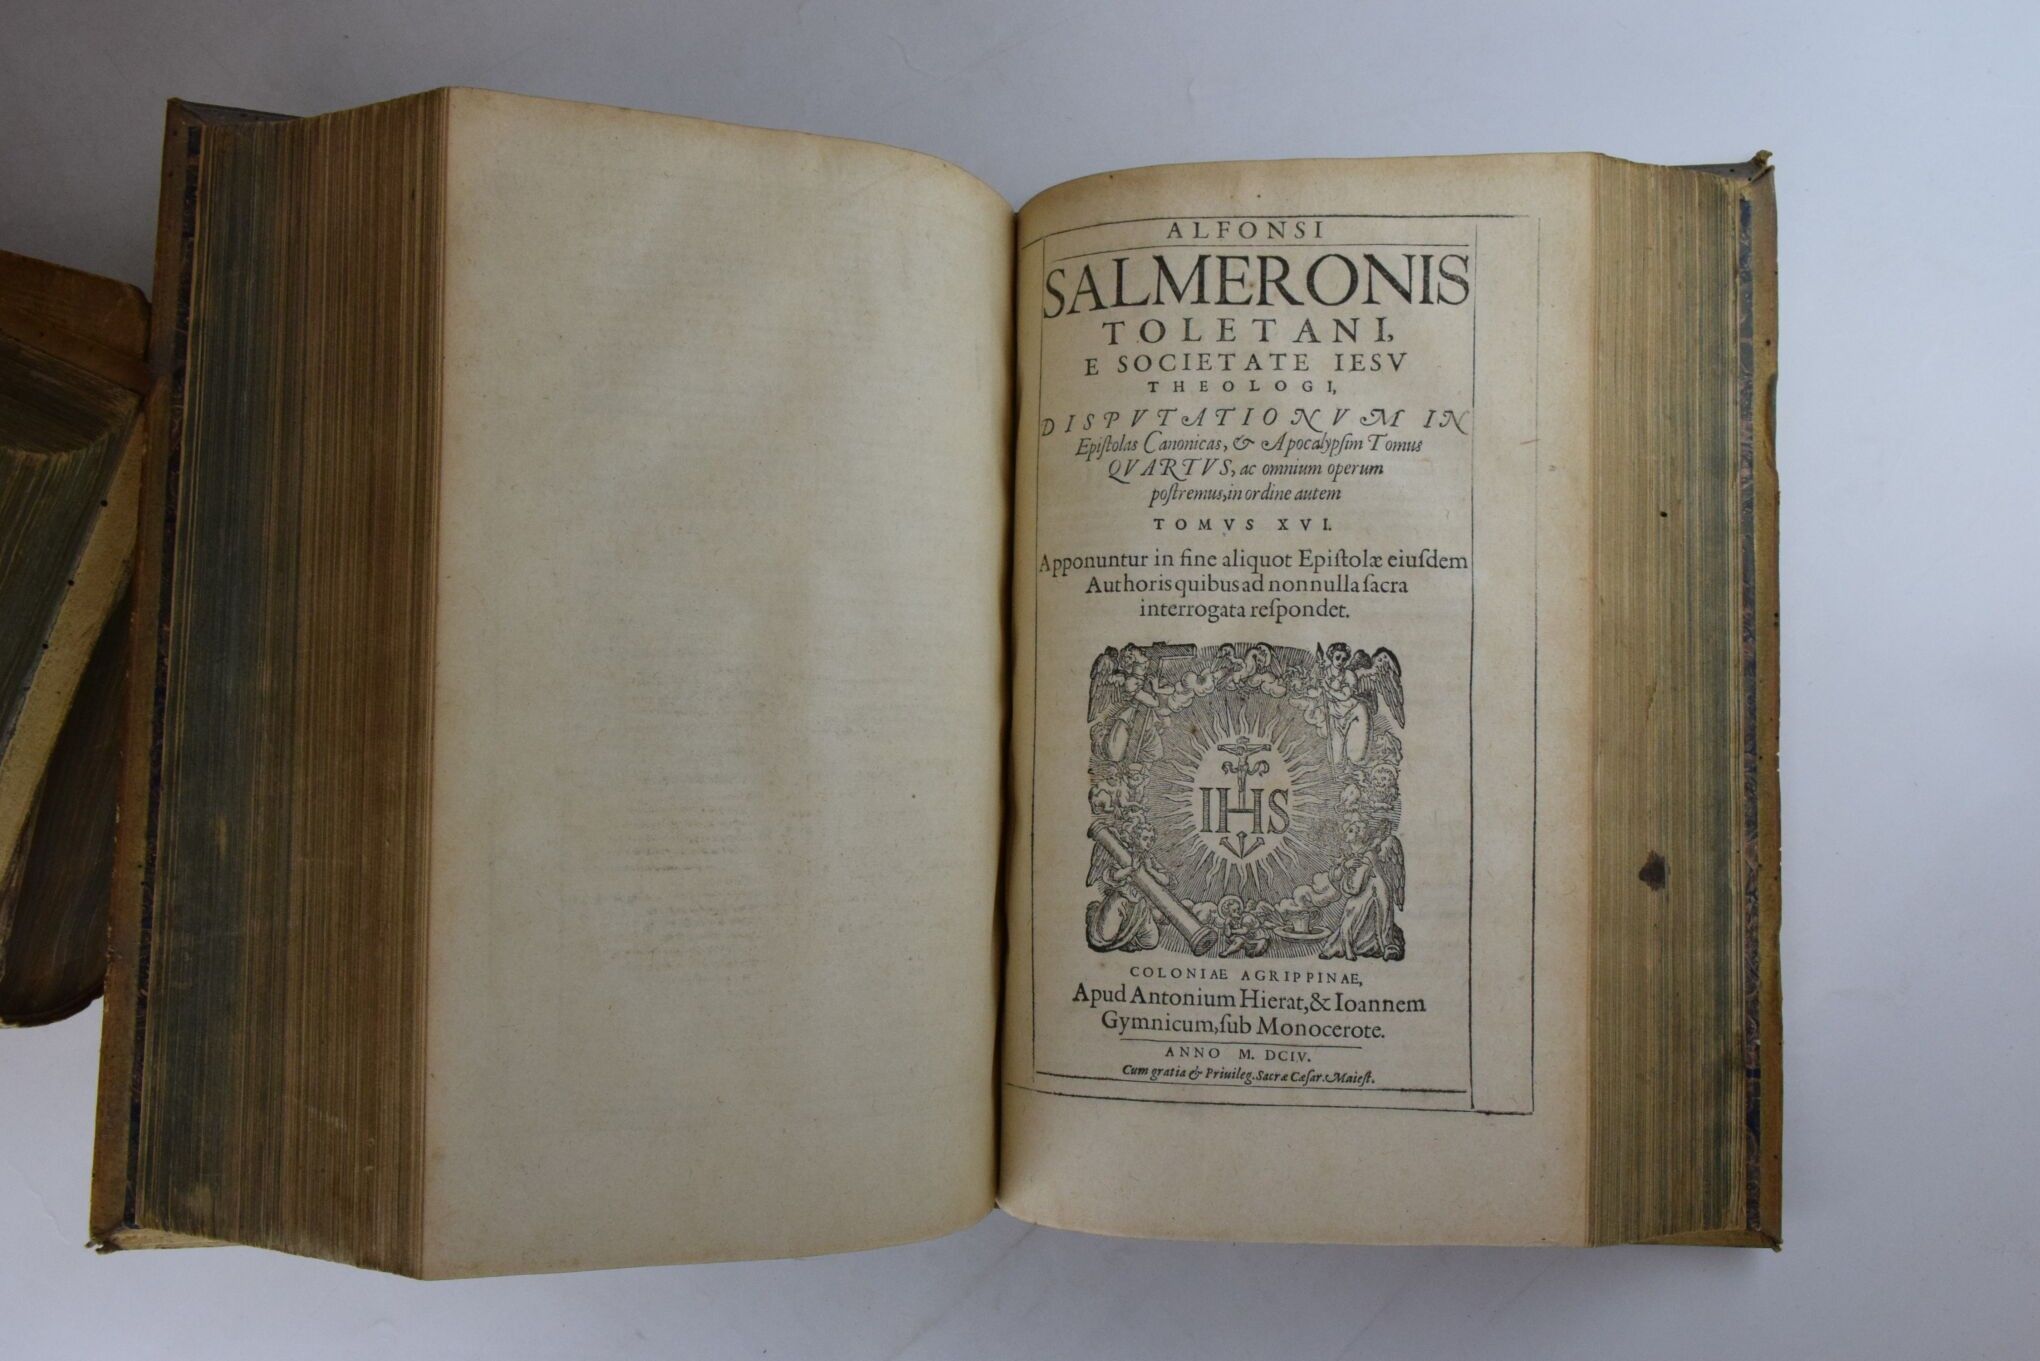 ALFONSI
SALMERONIS
TOLETANI,
E SOCIETATE IESV
THEOLOGI,
DISPVTATIONVM IN
Epiſtolas Canonicas, & Apocalypſim Tomus
QVARTVS, ac omnium operum
poſtremus, in ordine autem
TOMVS XVI.
Apponuntur in fine aliquot Epiſtolæ eiuſdem
Authoris quibus ad nonnulla ſacra
interrogata reſpondet.
IHS
COLONIAE AGRIPPINAE,
Apud Antonium Hierat, & Ioannem
Gymnicum, ſub Monocerote.
ANNO M. DCIV.
Cum gratia & Priuileg. Sacræ Cæſar. Maieſt.